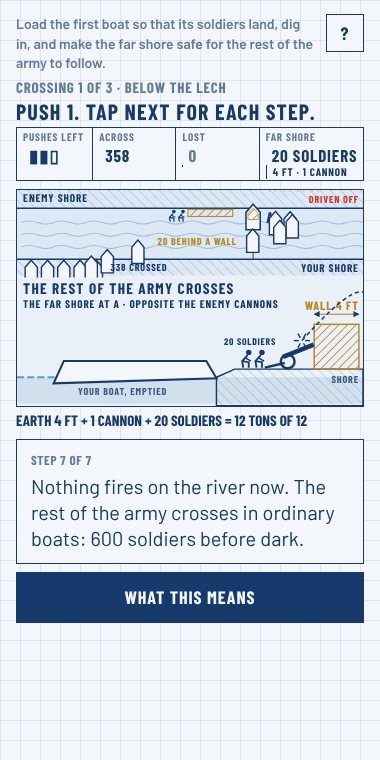 Load the first boat so that its soldiers land, dig
in, and make the far shore safe for the rest of the
army to follow.
?
CROSSING 1 OF 3 · BELOW THE LECH
PUSH 1. TAP NEXT FOR EACH STEP.
PUSHES LEFT
ACROSS
358
LOST
0
FAR SHORE
20 SOLDIERS
4 FT · 1 CANNON
ENEMY SHORE
DRIVEN OFF
20 BEHIND A WALL
338 CROSSED
YOUR SHORE
THE REST OF THE ARMY CROSSES
THE FAR SHORE AT A · OPPOSITE THE ENEMY CANNONS
WALL 4 FT
20 SOLDIERS
SHORE
YOUR BOAT, EMPTIED
EARTH 4 FT + 1 CANNON + 20 SOLDIERS = 12 TONS OF 12
STEP 7 OF 7
Nothing fires on the river now. The
rest of the army crosses in ordinary
boats: 600 soldiers before dark.
WHAT THIS MEANS